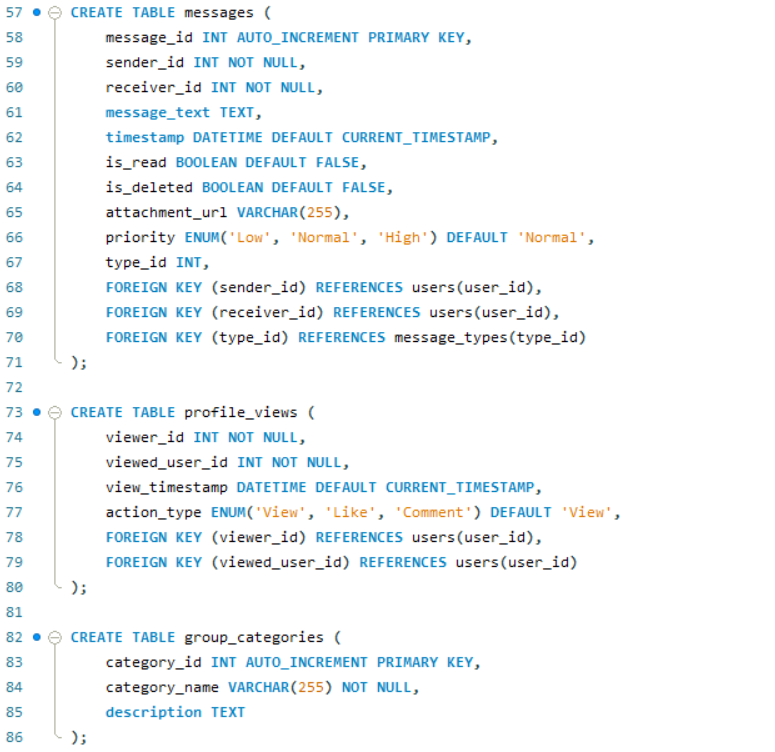 57 CREATE TABLE messages (
58 message_id INT AUTO_INCREMENT PRIMARY KEY,
59 sender_id INT NOT NULL,
60 receiver_id INT NOT NULL,
61 message_text TEXT,
62 timestamp DATETIME DEFAULT CURRENT_TIMESTAMP,
63 is_read BOOLEAN DEFAULT FALSE,
64 is_deleted BOOLEAN DEFAULT FALSE,
65 attachment_url VARCHAR(255),
66 priority ENUM('Low', 'Normal', 'High') DEFAULT 'Normal',
67 type_id INT,
68 FOREIGN KEY (sender_id) REFERENCES users(user_id),
69 FOREIGN KEY (receiver_id) REFERENCES users(user_id),
70 FOREIGN KEY (type_id) REFERENCES message_types(type_id)
71 );
72
73 CREATE TABLE profile_views (
74 viewer_id INT NOT NULL,
75 viewed_user_id INT NOT NULL,
76 view_timestamp DATETIME DEFAULT CURRENT_TIMESTAMP,
77 action_type ENUM('View', 'Like', 'Comment') DEFAULT 'View',
78 FOREIGN KEY (viewer_id) REFERENCES users(user_id),
79 FOREIGN KEY (viewed_user_id) REFERENCES users(user_id)
80 );
81
82 CREATE TABLE group_categories (
83 category_id INT AUTO_INCREMENT PRIMARY KEY,
84 category_name VARCHAR(255) NOT NULL,
85 description TEXT
86 );